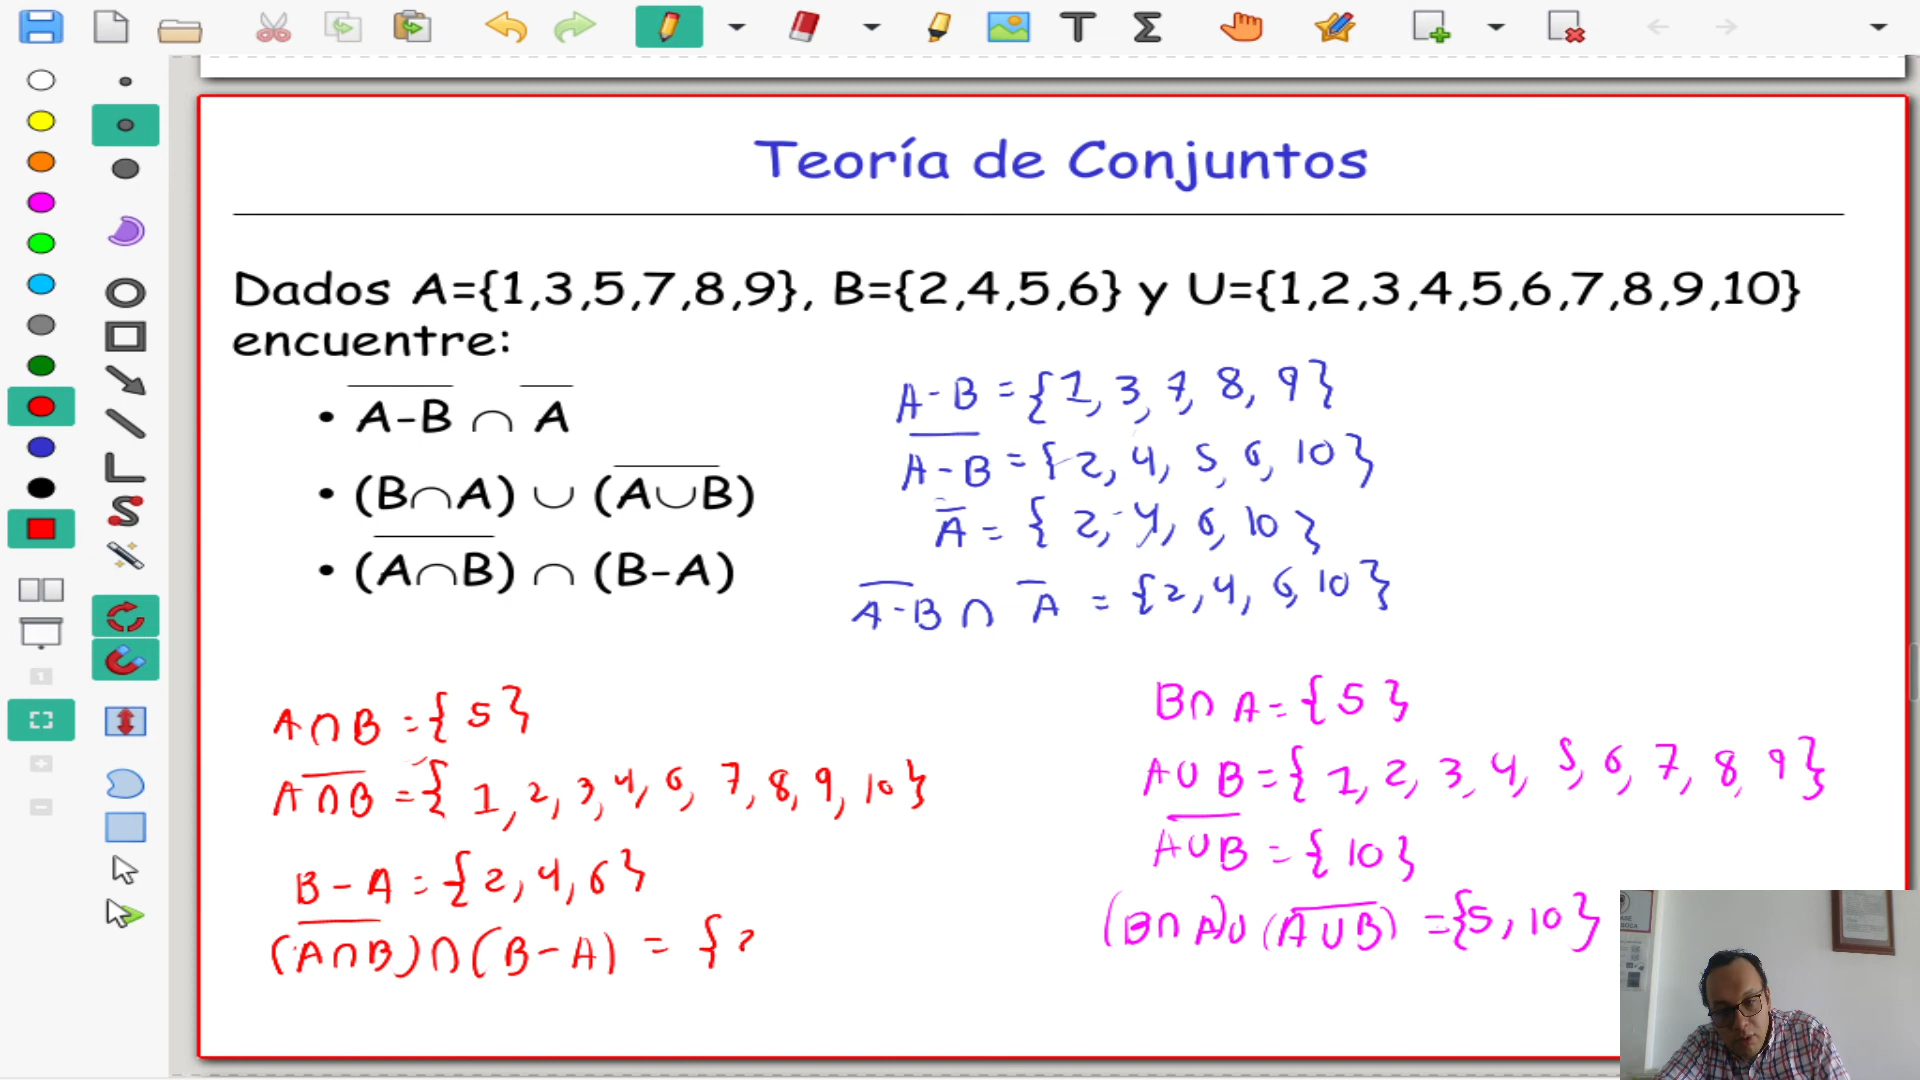 Teoría de Conjuntos
Dados A={1,3,5,7,8,9}, B={2,4,5,6} y U={1,2,3,4,5,6,7,8,9,10}
encuentre:
• A̅-̅B̅ ∩ A̅
• (B∩A) ∪ (A̅∪̅B̅)
• (A̅∩̅B̅) ∩ (B-A)
A-B = {1, 3, 7, 8, 9}
A̅-̅B̅ = {2, 4, 5, 6, 10}
A̅ = {2, 4, 6, 10}
A̅-̅B̅ ∩ A̅ = {2, 4, 6, 10}
A∩B = {5}
A̅∩̅B̅ = {1, 2, 3, 4, 6, 7, 8, 9, 10}
B-A = {2, 4, 6}
(A̅∩̅B̅)∩(B-A) = {2
B∩A = {5}
A∪B = {1, 2, 3, 4, 5, 6, 7, 8, 9}
A̅∪̅B̅ = {10}
(B∩A)∪(A̅∪̅B̅) = {5, 10}